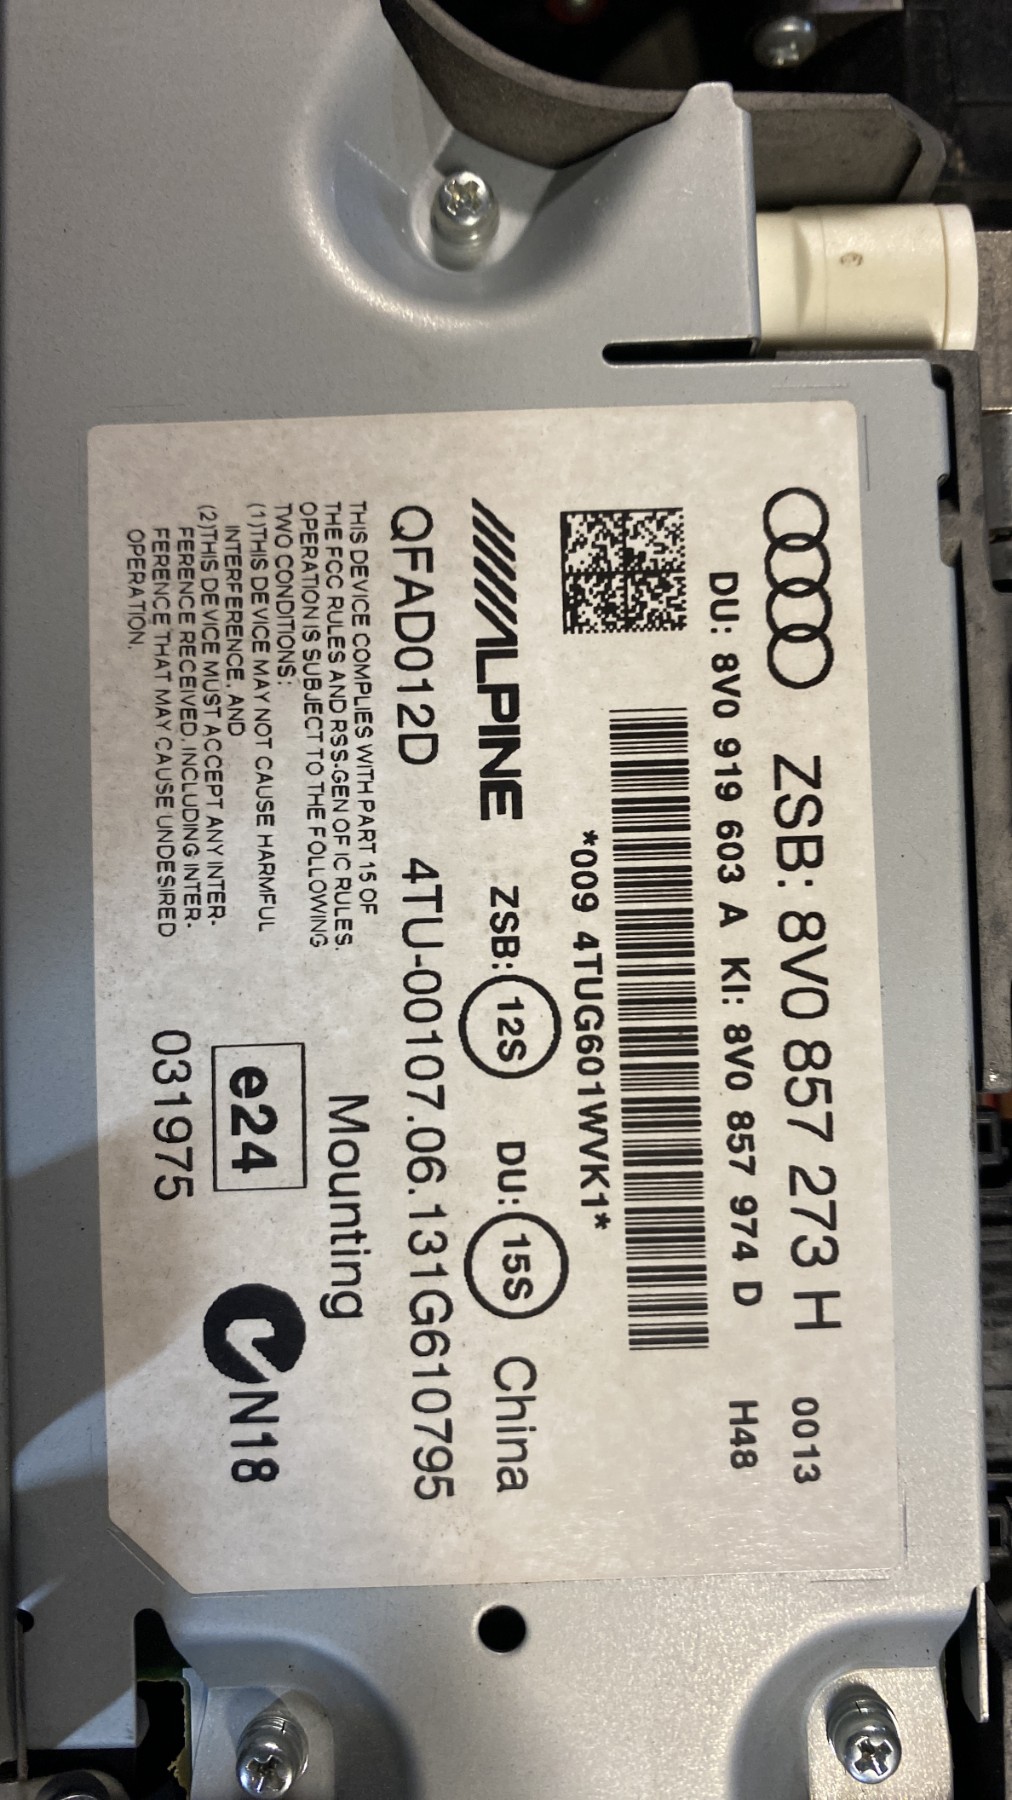 ZSB: 8V0 857 273 H 0013
DU: 8V0 919 603 A KI: 8V0 857 974 D H48
*009 4TUG601WVK1*
ALPINE ZSB: 12S DU: 15S China
QFAD012D 4TU-00107.06.131G610795
THIS DEVICE COMPLIES WITH PART 15 OF
THE FCC RULES AND RSS-GEN OF IC RULES.
OPERATION IS SUBJECT TO THE FOLLOWING
TWO CONDITIONS:
(1)THIS DEVICE MAY NOT CAUSE HARMFUL
INTERFERENCE, AND
(2)THIS DEVICE MUST ACCEPT ANY INTER-
FERENCE RECEIVED, INCLUDING INTER-
FERENCE THAT MAY CAUSE UNDESIRED
OPERATION.
Mounting
e24
031975
N18